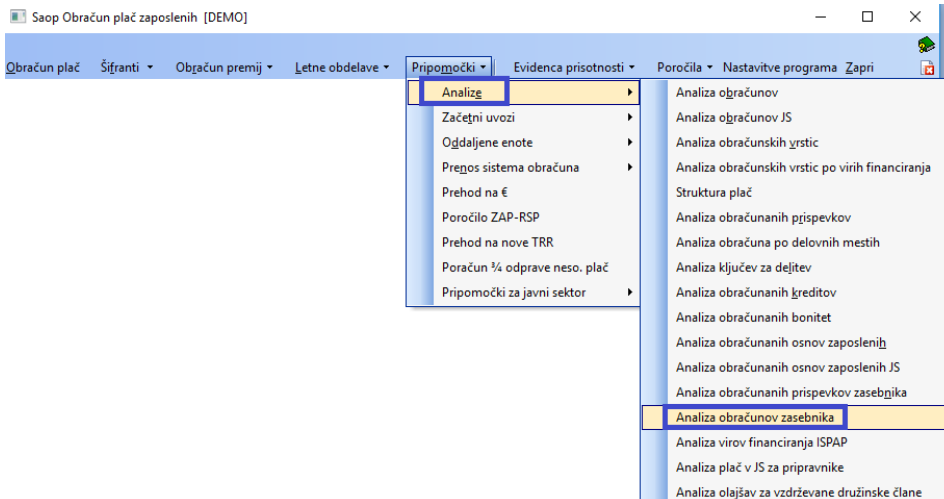 Saop Obračun plač zaposlenih [DEMO]
Obračun plač Šifranti Obračun premij Letne obdelave Pripomočki Evidenca prisotnosti Poročila Nastavitve programa Zapri
Analize
Začetni uvozi
Oddaljene enote
Prenos sistema obračuna
Prehod na €
Poročilo ZAP-RSP
Prehod na nove TRR
Poračun ¾ odprave neso. plač
Pripomočki za javni sektor
Analiza obračunov
Analiza obračunov JS
Analiza obračunskih vrstic
Analiza obračunskih vrstic po virih financiranja
Struktura plač
Analiza obračunanih prispevkov
Analiza obračuna po delovnih mestih
Analiza ključev za delitev
Analiza obračunanih kreditov
Analiza obračunanih bonitet
Analiza obračunanih osnov zaposlenih
Analiza obračunanih osnov zaposlenih JS
Analiza obračunanih prispevkov zasebnika
Analiza obračunov zasebnika
Analiza virov financiranja ISPAP
Analiza plač v JS za pripravnike
Analiza olajšav za vzdrževane družinske člane